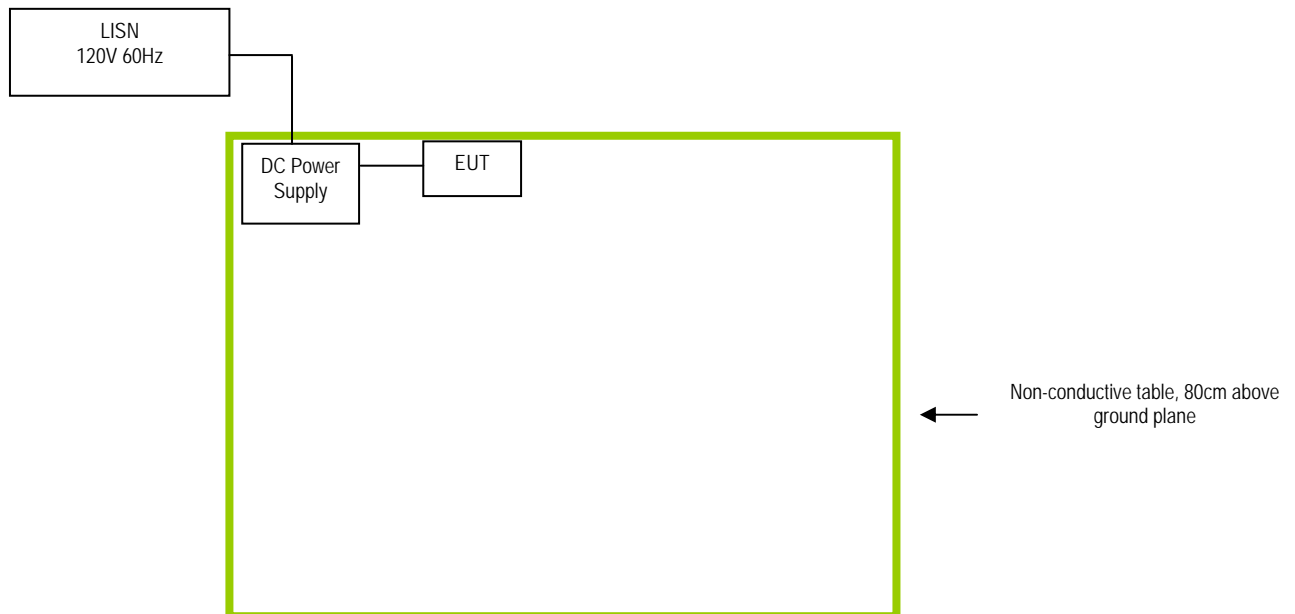 LISN
120V 60Hz
DC Power
Supply
EUT
Non-conductive table, 80cm above
ground plane